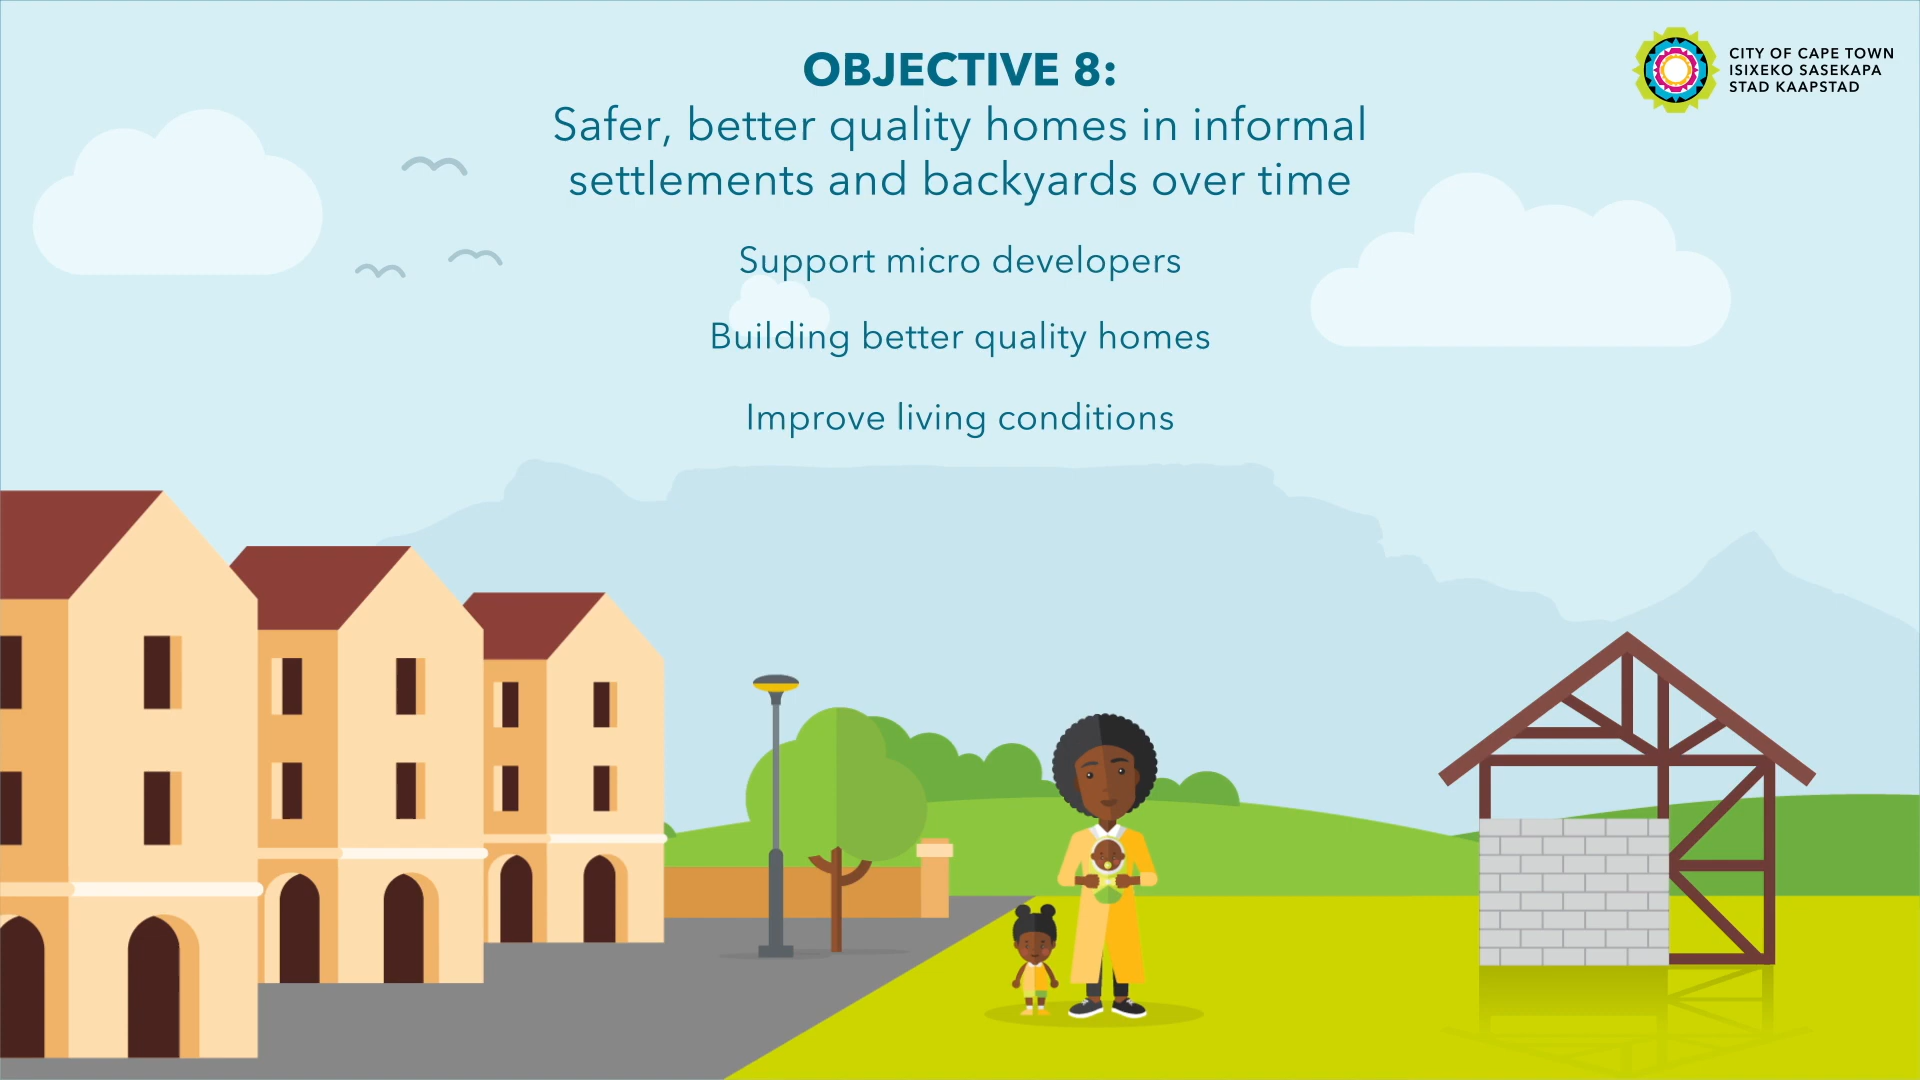 OBJECTIVE 8:
Safer, better quality homes in informal
settlements and backyards over time
Support micro developers
Building better quality homes
Improve living conditions
CITY OF CAPE TOWN
ISIXEKO SASEKAPA
STAD KAAPSTAD